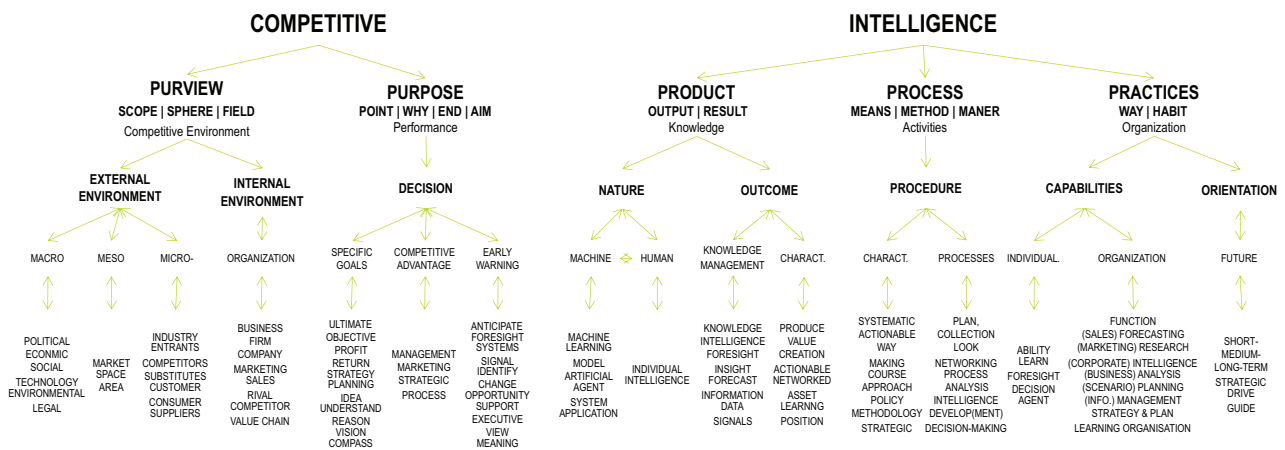 COMPETITIVE
INTELLIGENCE
PURVIEW
SCOPE | SPHERE | FIELD
Competitive Environment
PURPOSE
POINT | WHY | END | AIM
Performance
PRODUCT
OUTPUT | RESULT
Knowledge
PROCESS
MEANS | METHOD | MANER
Activities
PRACTICES
WAY | HABIT
Organization
EXTERNAL
ENVIRONMENT
INTERNAL
ENVIRONMENT
DECISION
NATURE
OUTCOME
PROCEDURE
CAPABILITIES
ORIENTATION
MACRO
MESO
MICRO-
ORGANIZATION
SPECIFIC
GOALS
COMPETITIVE
ADVANTAGE
EARLY
WARNING
MACHINE
HUMAN
KNOWLEDGE
MANAGEMENT
CHARACT.
CHARACT.
PROCESSES
INDIVIDUAL.
ORGANIZATION
FUTURE
POLITICAL
ECONMIC
SOCIAL
TECHNOLOGY
ENVIRONMENTAL
LEGAL
MARKET
SPACE
AREA
INDUSTRY
ENTRANTS
COMPETITORS
SUBSTITUTES
CUSTOMER
CONSUMER
SUPPLIERS
BUSINESS
FIRM
COMPANY
MARKETING
SALES
RIVAL
COMPETITOR
VALUE CHAIN
ULTIMATE
OBJECTIVE
PROFIT
RETURN
STRATEGY
PLANNING
IDEA
UNDERSTAND
REASON
VISION
COMPASS
MANAGEMENT
MARKETING
STRATEGIC
PROCESS
ANTICIPATE
FORESIGHT
SYSTEMS
SIGNAL
IDENTIFY
CHANGE
OPPORTUNITY
SUPPORT
EXECUTIVE
VIEW
MEANING
MACHINE
LEARNING
MODEL
ARTIFICIAL
AGENT
SYSTEM
APPLICATION
INDIVIDUAL
INTELLIGENCE
KNOWLEDGE
INTELLIGENCE
FORESIGHT
INSIGHT
FORECAST
INFORMATION
DATA
SIGNALS
PRODUCE
VALUE
CREATION
ACTIONABLE
NETWORKED
ASSET
LEARNNG
POSITION
SYSTEMATIC
ACTIONABLE
WAY
MAKING
COURSE
APPROACH
POLICY
METHODOLOGY
STRATEGIC
PLAN,
COLLECTION
LOOK
NETWORKING
PROCESS
ANALYSIS
INTELLIGENCE
DEVELOP(MENT)
DECISION-MAKING
ABILITY
LEARN
FORESIGHT
DECISION
AGENT
FUNCTION
(SALES) FORECASTING
(MARKETING) RESEARCH
(CORPORATE) INTELLIGENCE
(BUSINESS) ANALYSIS
(SCENARIO) PLANNING
(INFO.) MANAGEMENT
STRATEGY & PLAN
LEARNING ORGANISATION
SHORT-
MEDIUM-
LONG-TERM
STRATEGIC
DRIVE
GUIDE